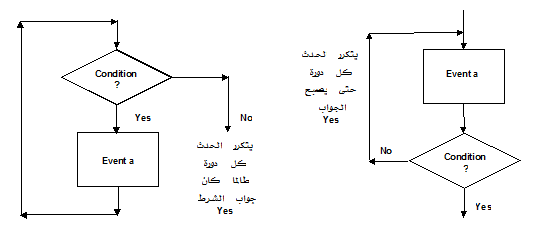 Condition
?
Yes
No
Event a
يتكرر الحدث
كل دورة
طالما كان
جواب الشرط
Yes
يتكرر الحدث
كل دورة
حتى يصبح
الجواب
Yes
Event a
No
Condition
?
Yes